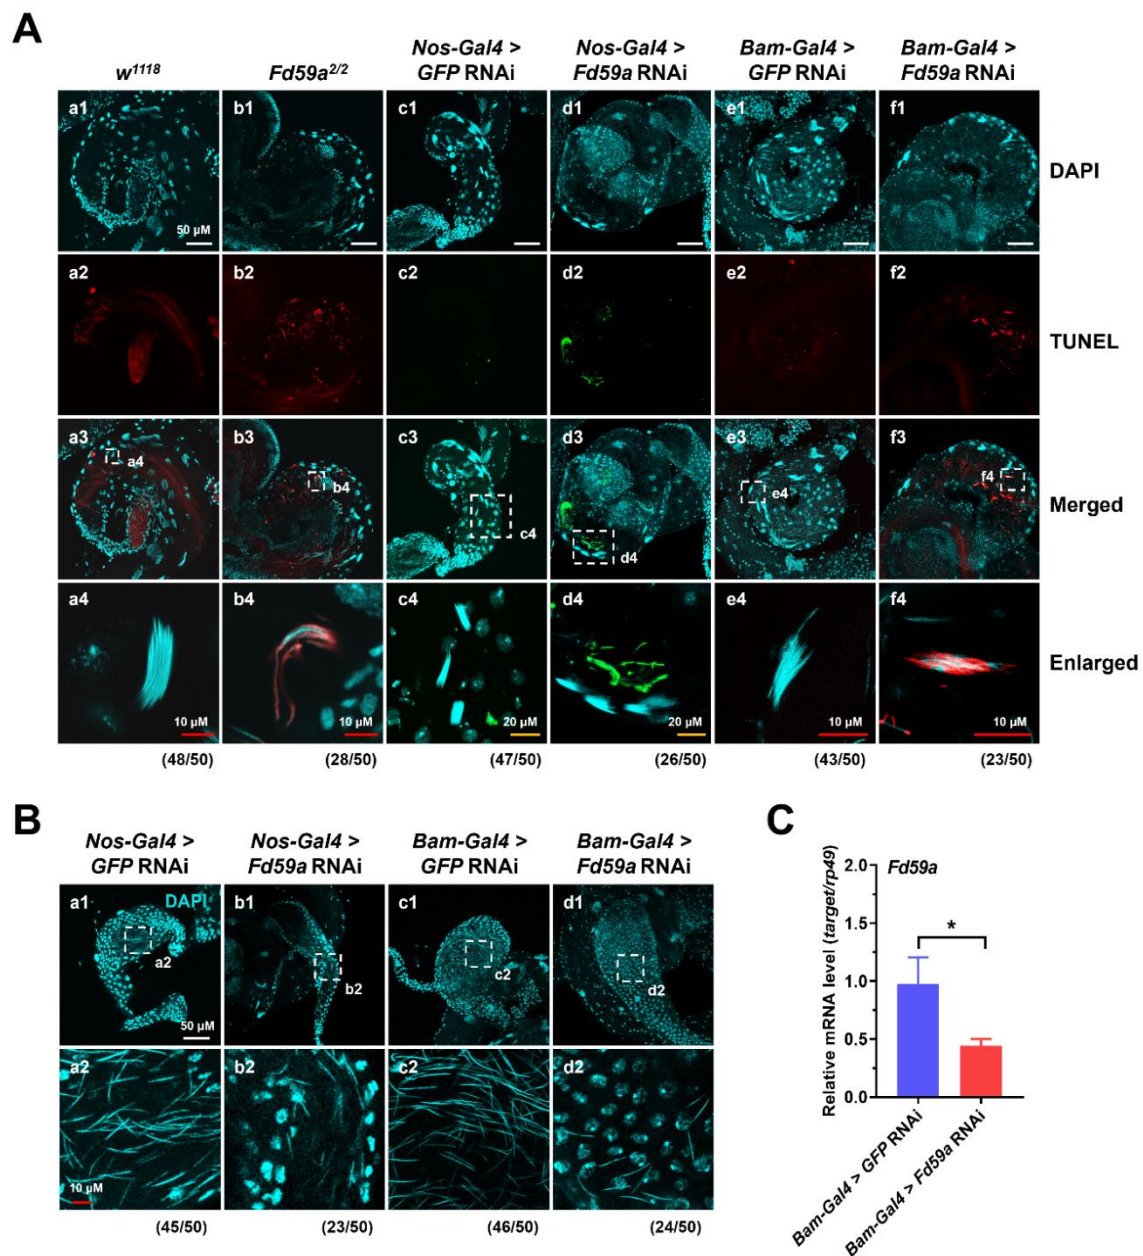 A
w1118
Fd59a2/2
Nos-Gal4 >
GFP RNAi
Nos-Gal4 >
Fd59a RNAi
Bam-Gal4 >
GFP RNAi
Bam-Gal4 >
Fd59a RNAi
a1
b1
c1
d1
e1
f1
DAPI
50 µM
a2
b2
c2
d2
e2
f2
TUNEL
a3
b3
c3
d3
e3
f3
Merged
a4
b4
c4
d4
e4
f4
a4
b4
c4
d4
e4
f4
Enlarged
10 µM
10 µM
20 µM
20 µM
10 µM
10 µM
(48/50)
(28/50)
(47/50)
(26/50)
(43/50)
(23/50)
B
Nos-Gal4 >
GFP RNAi
Nos-Gal4 >
Fd59a RNAi
Bam-Gal4 >
GFP RNAi
Bam-Gal4 >
Fd59a RNAi
a1
DAPI
b1
c1
d1
a2
b2
c2
d2
50 µM
a2
b2
c2
d2
10 µM
(45/50)
(23/50)
(46/50)
(24/50)
C
Relative mRNA level (target/rp49)
2.0
1.5
1.0
0.5
0.0
Fd59a
*
Bam-Gal4 > GFP RNAi
Bam-Gal4 > Fd59a RNAi